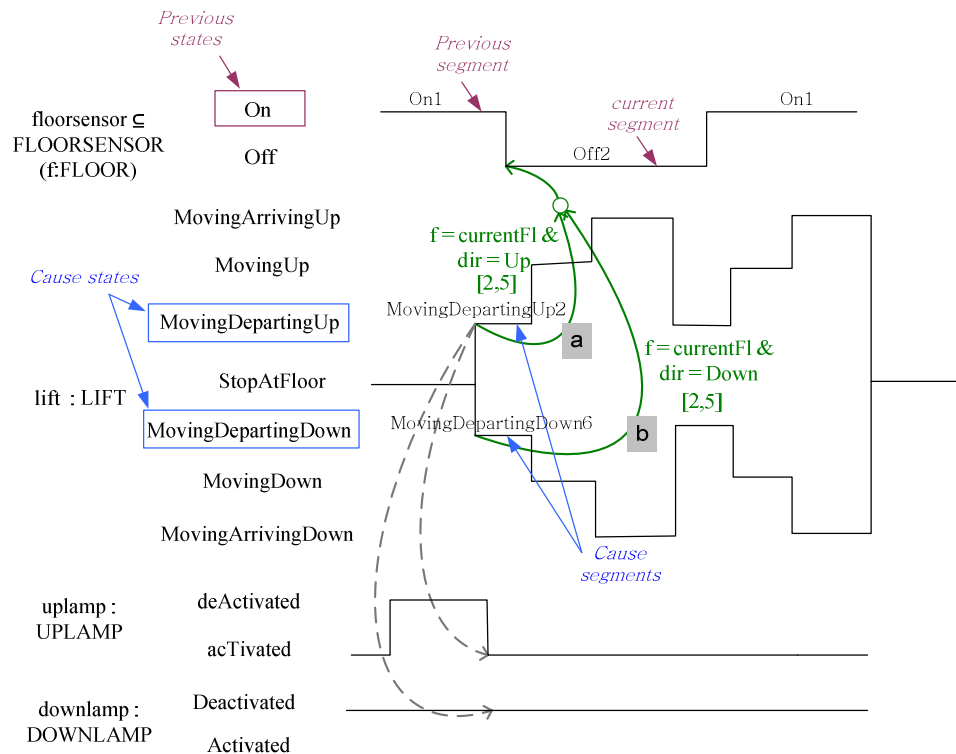 Previous
states
Previous
segment
On
On1
current
segment
On1
floorsensor ⊆
FLOORSENSOR
(f:FLOOR)
Off
Off2
MovingArrivingUp
f = currentFl &
dir = Up
[2,5]
MovingUp
Cause states
MovingDepartingUp
MovingDepartingUp2
a
f = currentFl &
dir = Down
[2,5]
StopAtFloor
lift : LIFT
MovingDepartingDown
MovingDepartingDown6
b
MovingDown
MovingArrivingDown
Cause
segments
uplamp :
UPLAMP
deActivated
acTivated
downlamp :
DOWNLAMP
Deactivated
Activated